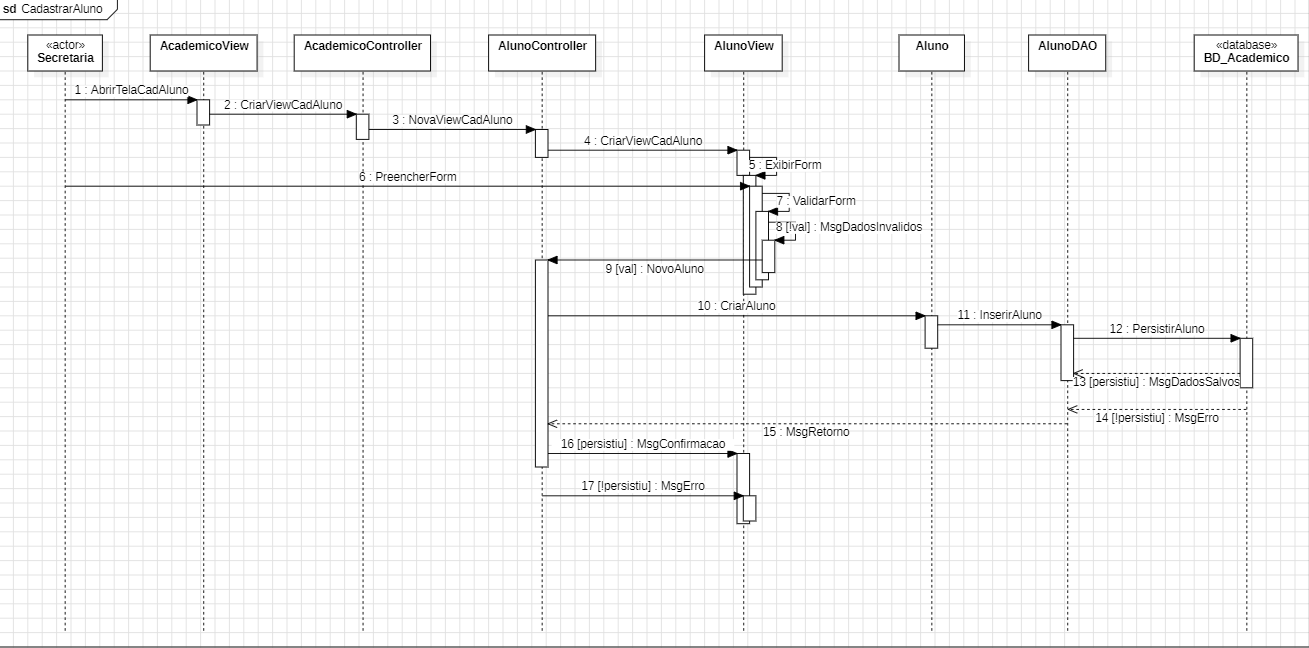 sd CadastrarAluno
«actor»
Secretaria
AcademicoView
AcademicoController
AlunoController
AlunoView
Aluno
AlunoDAO
«database»
BD_Academico
1 : AbrirTelaCadAluno
2 : CriarViewCadAluno
3 : NovaViewCadAluno
4 : CriarViewCadAluno
5 : ExibirForm
6 : PreencherForm
7 : ValidarForm
8 [!val] : MsgDadosInvalidos
9 [val] : NovoAluno
10 : CriarAluno
11 : InserirAluno
12 : PersistirAluno
13 [persistiu] : MsgDadosSalvos
14 [!persistiu] : MsgErro
15 : MsgRetorno
16 [persistiu] : MsgConfirmacao
17 [!persistiu] : MsgErro